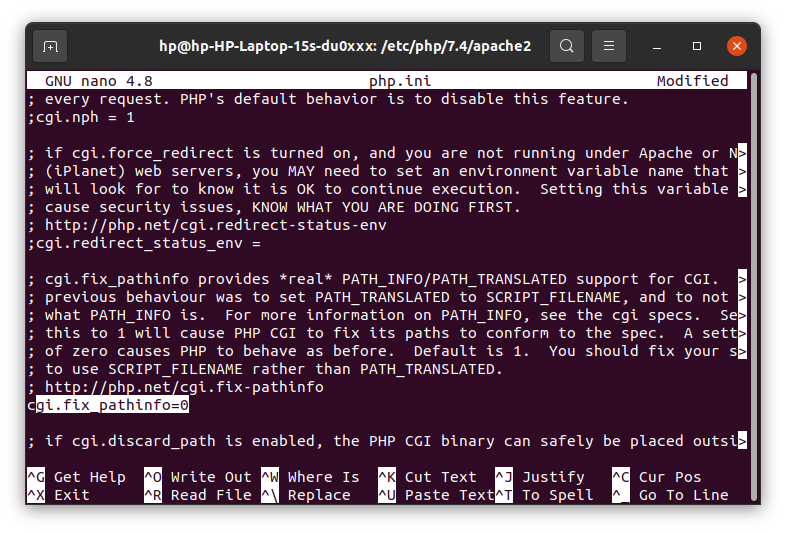 hp@hp-HP-Laptop-15s-du0xxx: /etc/php/7.4/apache2
GNU nano 4.8 php.ini Modified
; every request. PHP's default behavior is to disable this feature.
;cgi.nph = 1
; if cgi.force_redirect is turned on, and you are not running under Apache or N>
; (iPlanet) web servers, you MAY need to set an environment variable name that >
; will look for to know it is OK to continue execution.  Setting this variable >
; cause security issues, KNOW WHAT YOU ARE DOING FIRST.
; http://php.net/cgi.redirect-status-env
;cgi.redirect_status_env =
; cgi.fix_pathinfo provides *real* PATH_INFO/PATH_TRANSLATED support for CGI.  >
; previous behaviour was to set PATH_TRANSLATED to SCRIPT_FILENAME, and to not >
; what PATH_INFO is.  For more information on PATH_INFO, see the cgi specs.  Se>
; this to 1 will cause PHP CGI to fix its paths to conform to the spec.  A sett>
; of zero causes PHP to behave as before.  Default is 1.  You should fix your s>
; to use SCRIPT_FILENAME rather than PATH_TRANSLATED.
; http://php.net/cgi.fix-pathinfo
cgi.fix_pathinfo=0
; if cgi.discard_path is enabled, the PHP CGI binary can safely be placed outsi>
^G Get Help ^O Write Out ^W Where Is ^K Cut Text ^J Justify ^C Cur Pos
^X Exit ^R Read File ^\ Replace ^U Paste Text ^T To Spell ^_ Go To Line